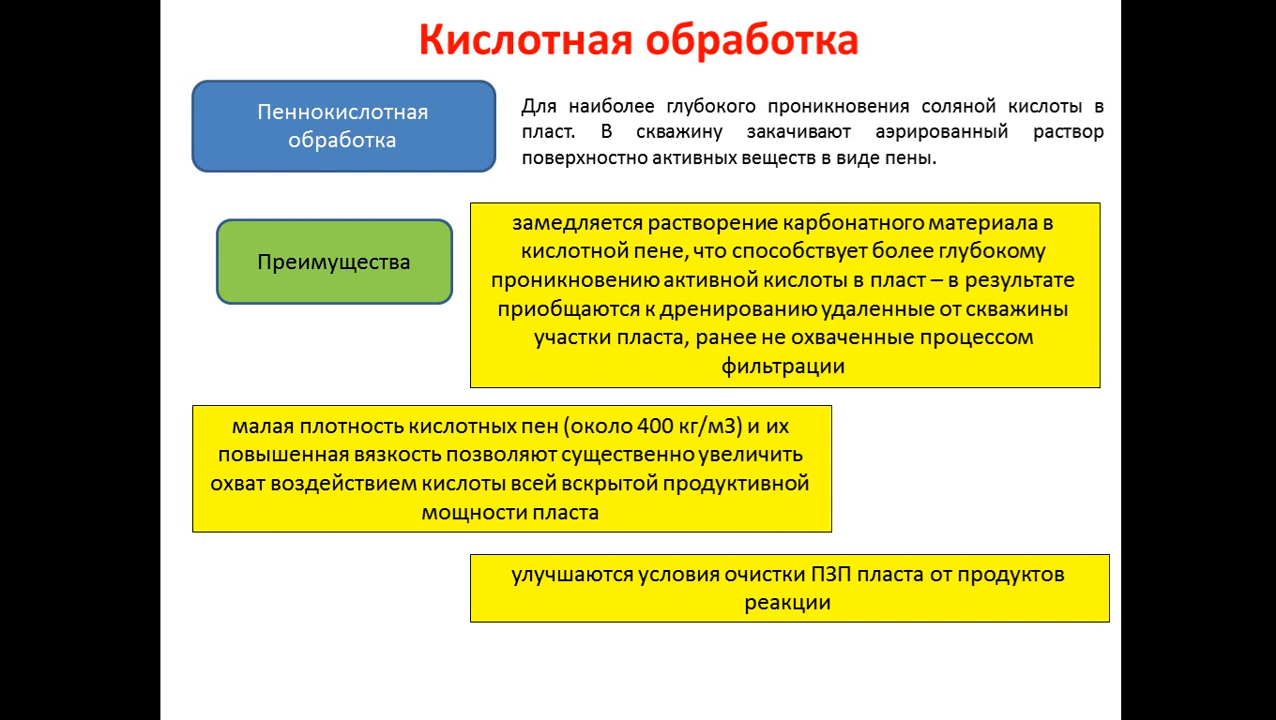 Кислотная обработка
Пеннокислотная
обработка
Для наиболее глубокого проникновения соляной кислоты в
пласт. В скважину закачивают аэрированный раствор
поверхностно активных веществ в виде пены.
Преимущества
замедляется растворение карбонатного материала в
кислотной пене, что способствует более глубокому
проникновению активной кислоты в пласт – в результате
приобщаются к дренированию удаленные от скважины
участки пласта, ранее не охваченные процессом
фильтрации
малая плотность кислотных пен (около 400 кг/м3) и их
повышенная вязкость позволяют существенно увеличить
охват воздействием кислоты всей вскрытой продуктивной
мощности пласта
улучшаются условия очистки ПЗП пласта от продуктов
реакции